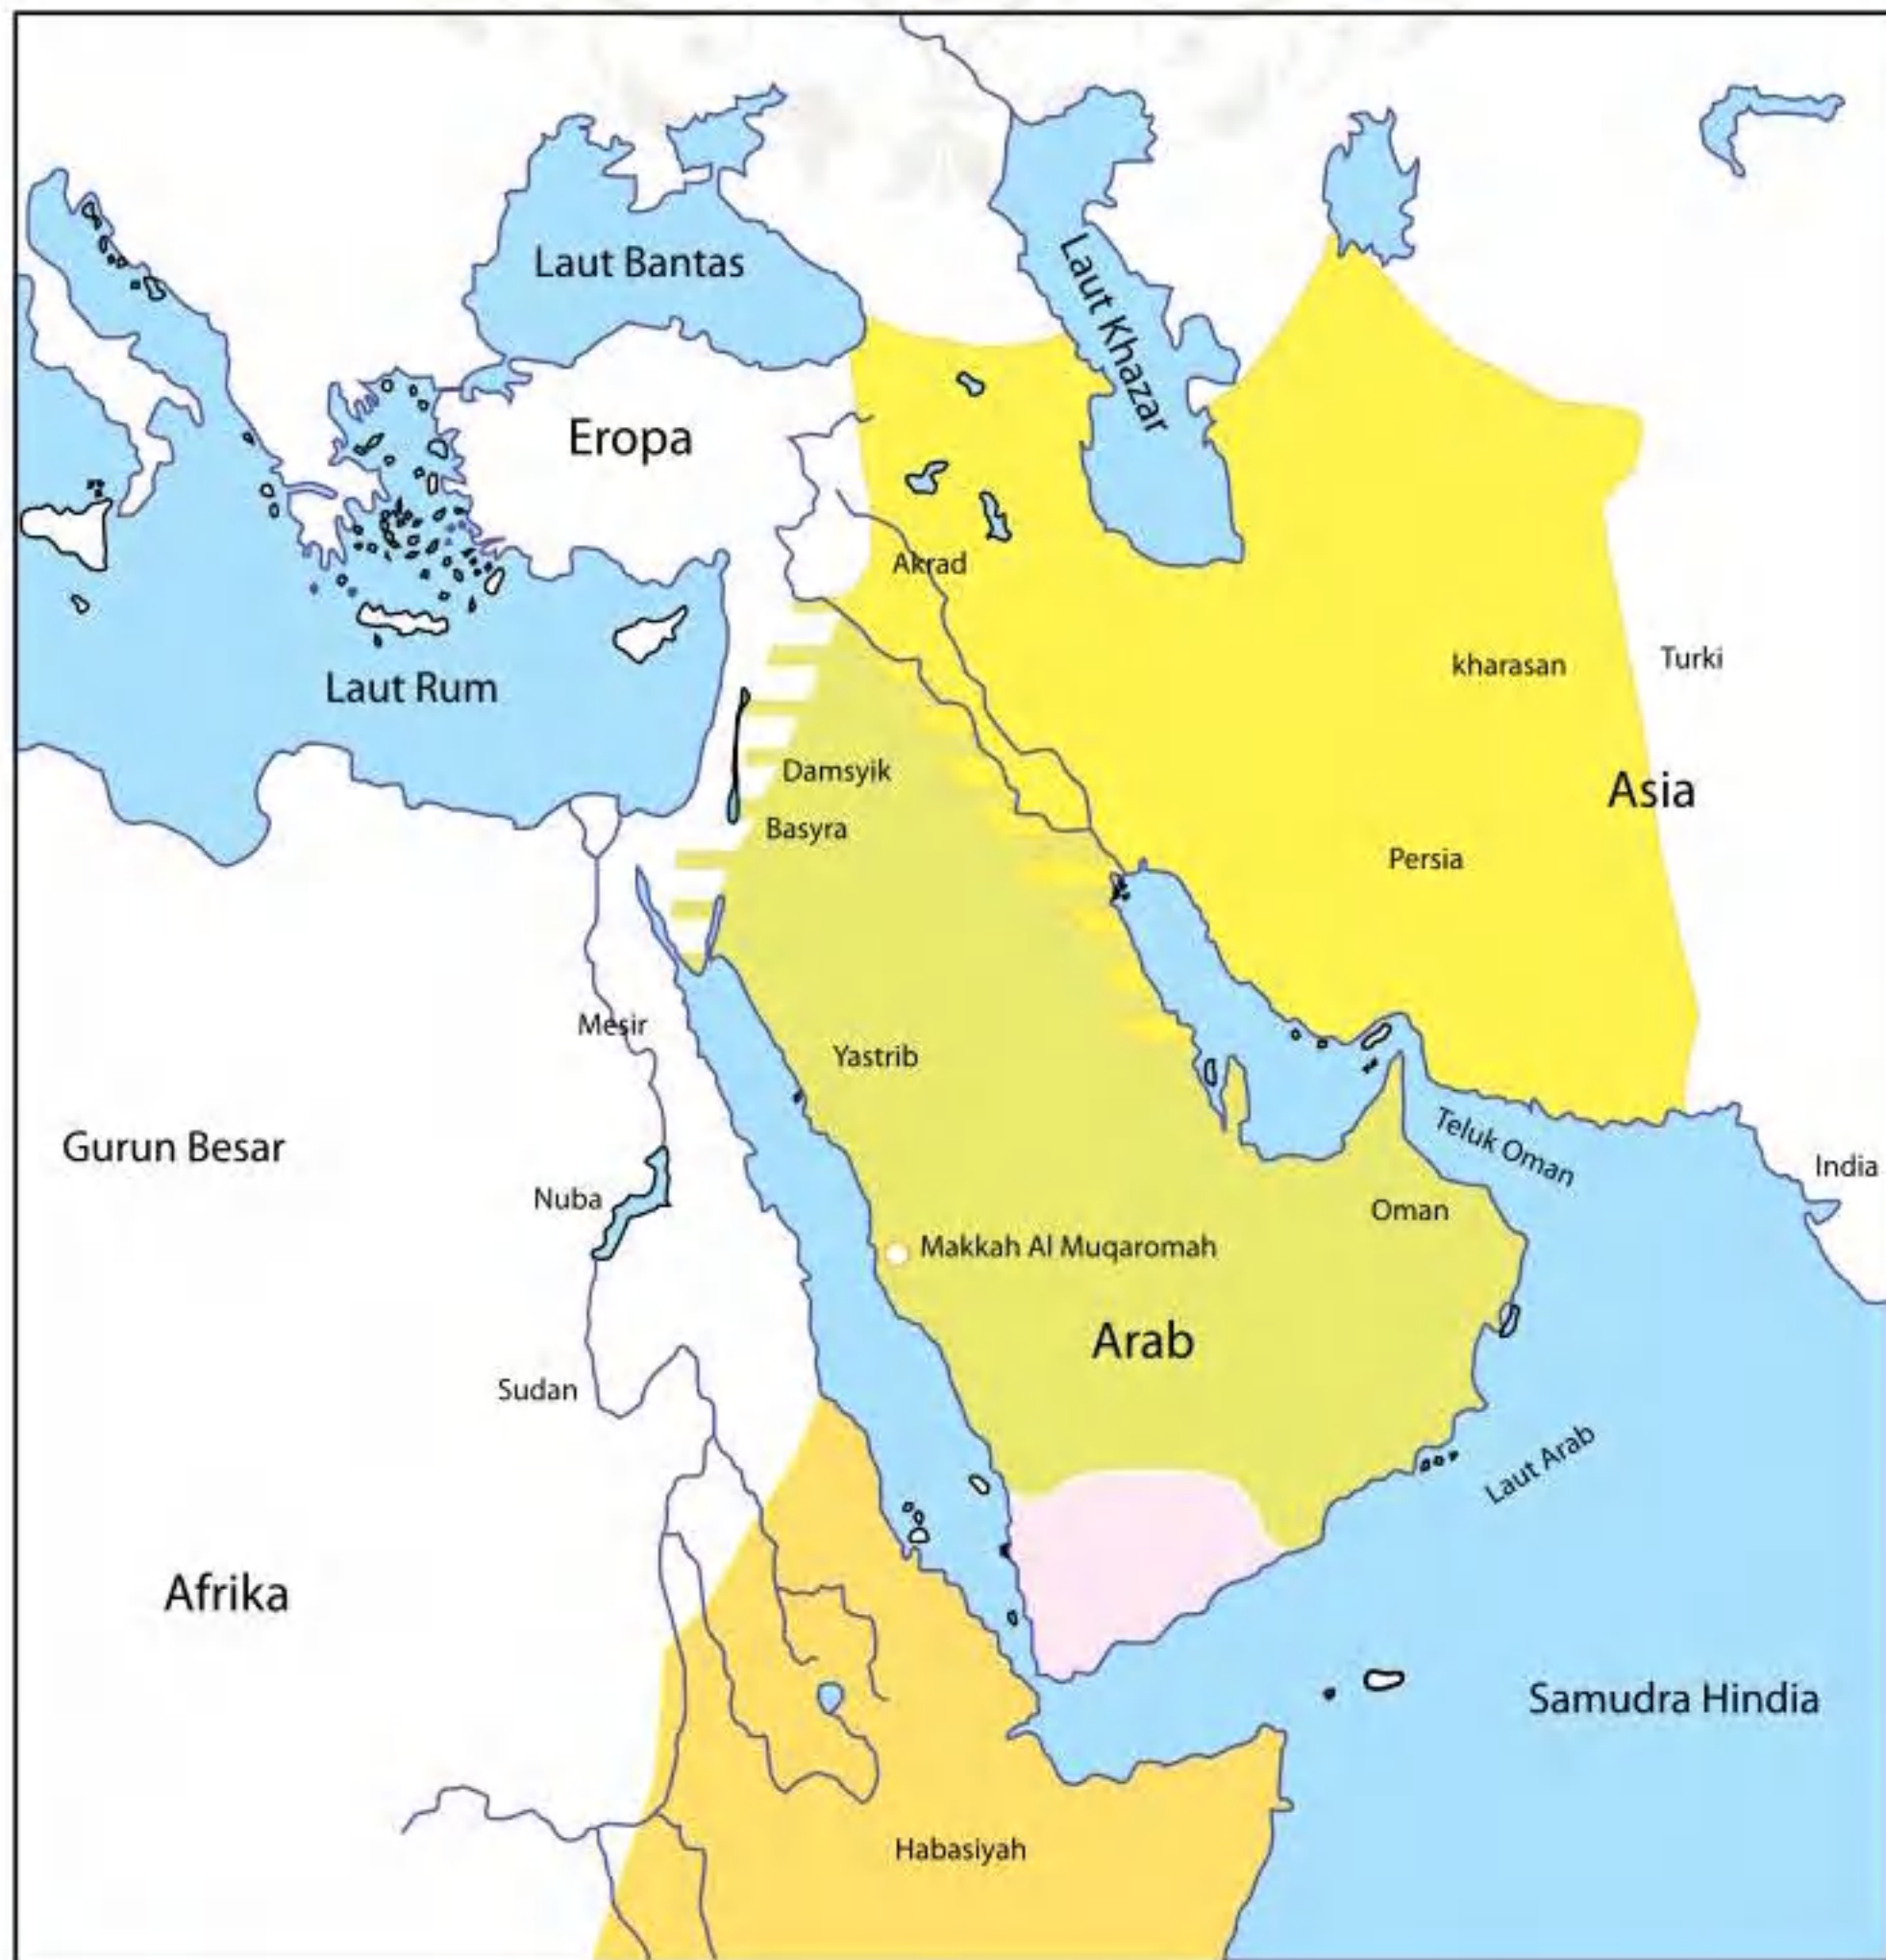 Laut Bantas
Laut Khazar
Eropa
Akrad
kharasan
Turki
Laut Rum
Damsyik
Asia
Basyra
Persia
Mesir
Yastrib
Gurun Besar
Teluk Oman
India
Nuba
Oman
Makkah Al Muqaromah
Arab
Sudan
Laut Arab
Afrika
Samudra Hindia
Habasiyah